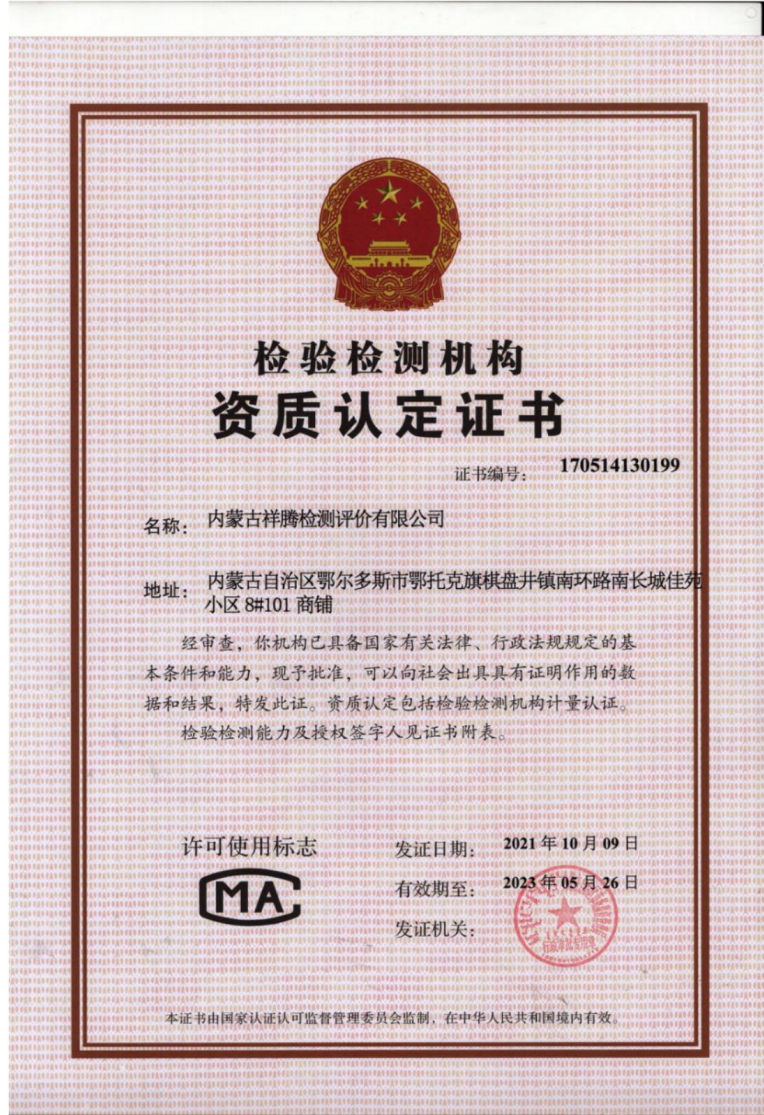 检验检测机构
资质认定证书
证书编号： 170514130199
名称： 内蒙古祥腾检测评价有限公司
地址： 内蒙古自治区鄂尔多斯市鄂托克旗棋盘井镇南环路南长城佳苑
小区 8#101 商铺
经审查，你机构已具备国家有关法律、行政法规规定的基
本条件和能力，现予批准，可以向社会出具具有证明作用的数
据和结果，特发此证。资质认定包括检验检测机构计量认证。
检验检测能力及授权签字人见证书附表。
许可使用标志
MA
发证日期： 2021 年 10 月 09 日
有效期至： 2023 年 05 月 26 日
发证机关：
本证书由国家认证认可监督管理委员会监制，在中华人民共和国境内有效。